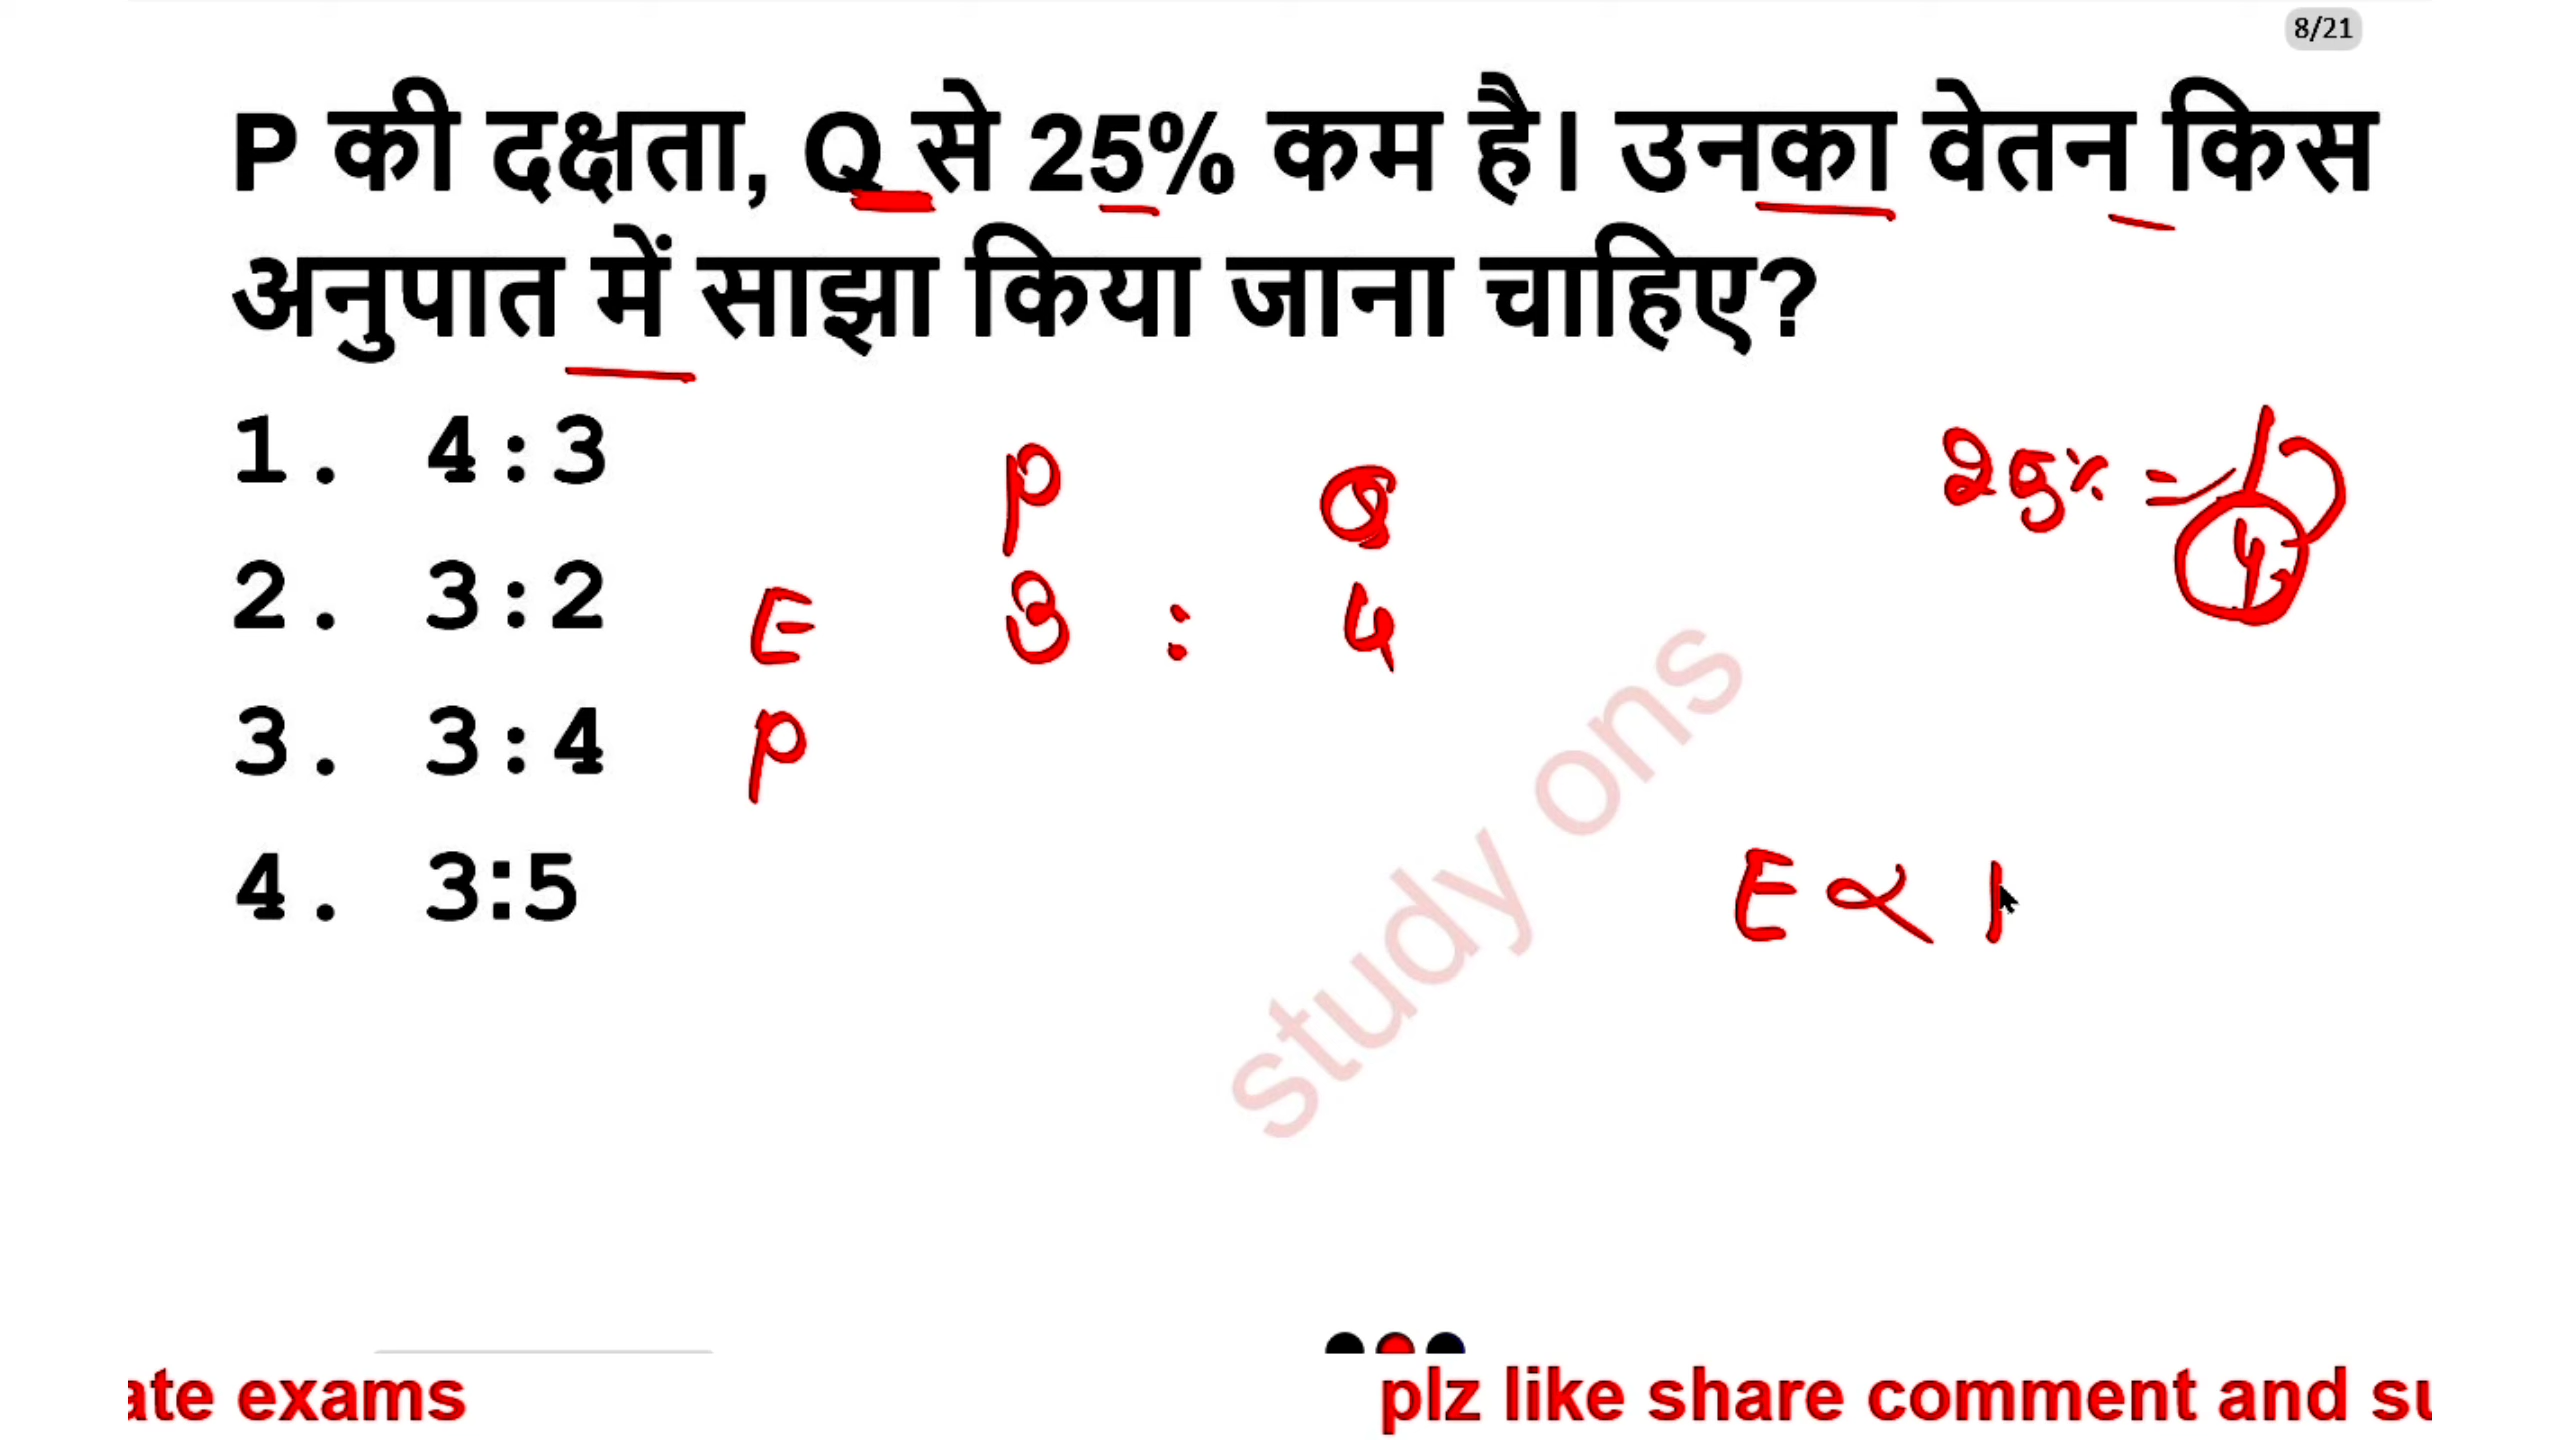 8/21
P की दक्षता, Q से 25% कम है। उनका वेतन किस
अनुपात में साझा किया जाना चाहिए?
1. 4:3
2. 3:2
3. 3:4
4. 3:5
P Q
E 3 : 4
P
25% = 1/4
E ∝
study ons
ate exams
plz like share comment and su